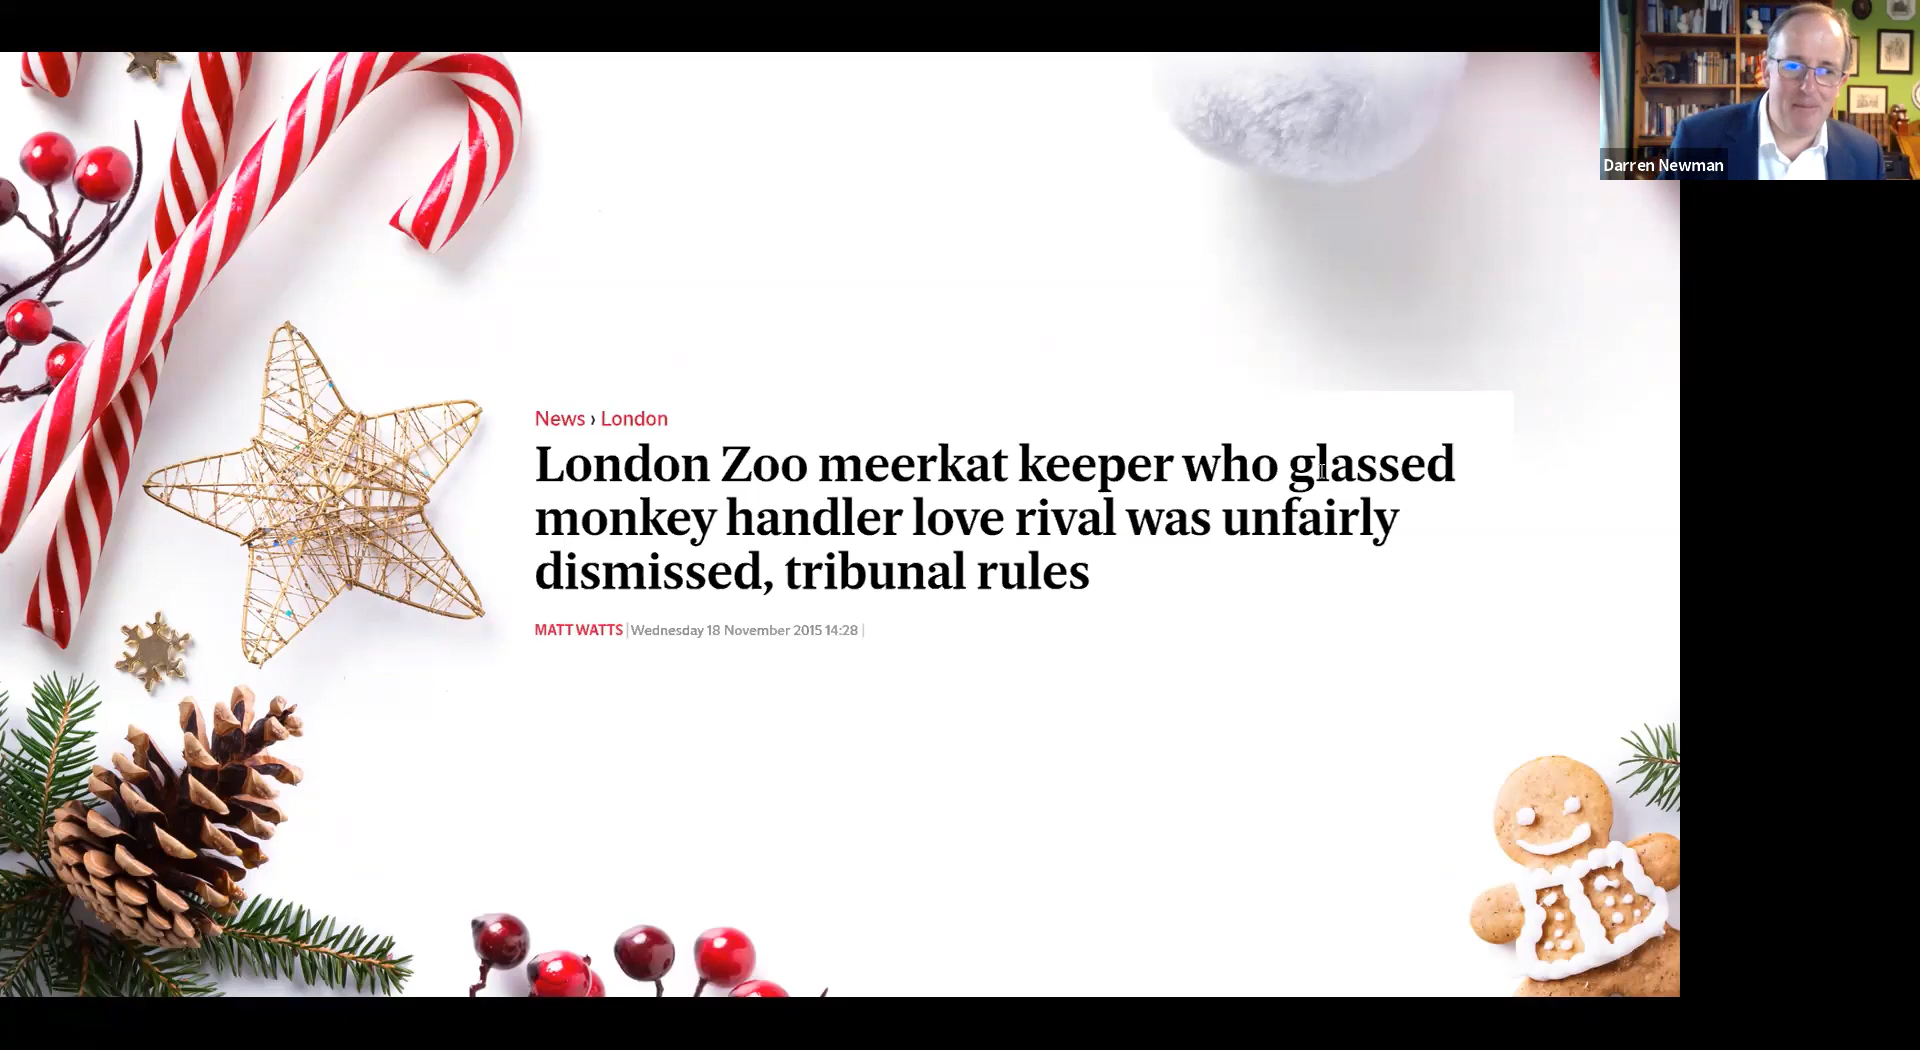 Darren Newman
News › London
London Zoo meerkat keeper who glassed
monkey handler love rival was unfairly
dismissed, tribunal rules
MATT WATTS | Wednesday 18 November 2015 14:28 |